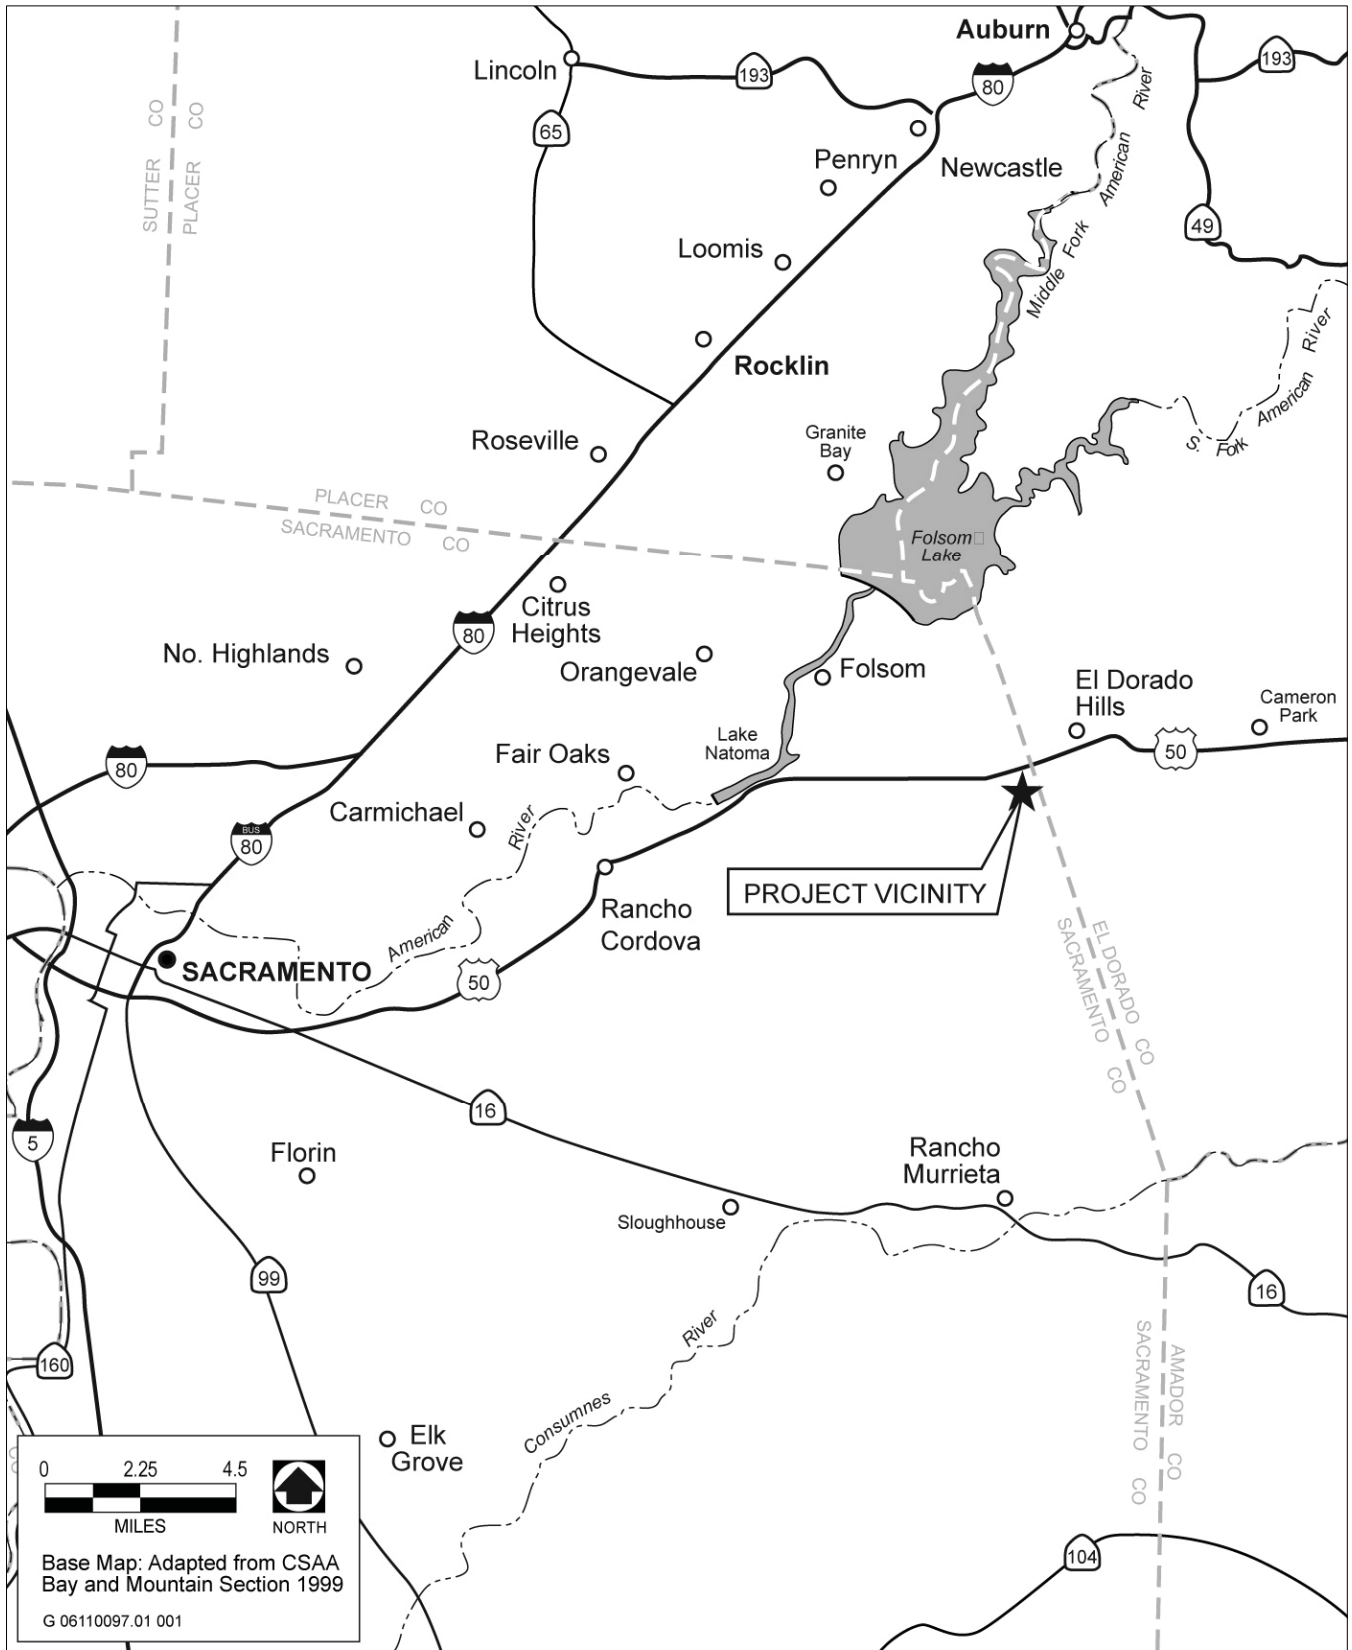 Auburn
Lincoln
193
80
193
65
River
SUTTER CO
PLACER CO
Penryn
Newcastle
American
49
Loomis
Fork
Middle
Rocklin
River
American
Granite
Bay
Roseville
S. Fork
PLACER CO
SACRAMENTO CO
Folsom□
Lake
Citrus
Heights
80
No. Highlands
Orangevale
Folsom
El Dorado
Hills
Cameron
Park
Lake
Natoma
50
Fair Oaks
80
Carmichael
River
BUS
80
PROJECT VICINITY
Rancho
Cordova
American
SACRAMENTO
50
EL DORADO CO
SACRAMENTO CO
16
5
Florin
Rancho
Murrieta
Sloughhouse
99
16
River
160
AMADOR CO
SACRAMENTO CO
Consumnes
Elk
Grove
0 2.25 4.5
MILES
NORTH
Base Map: Adapted from CSAA
Bay and Mountain Section 1999
G 06110097.01 001
104